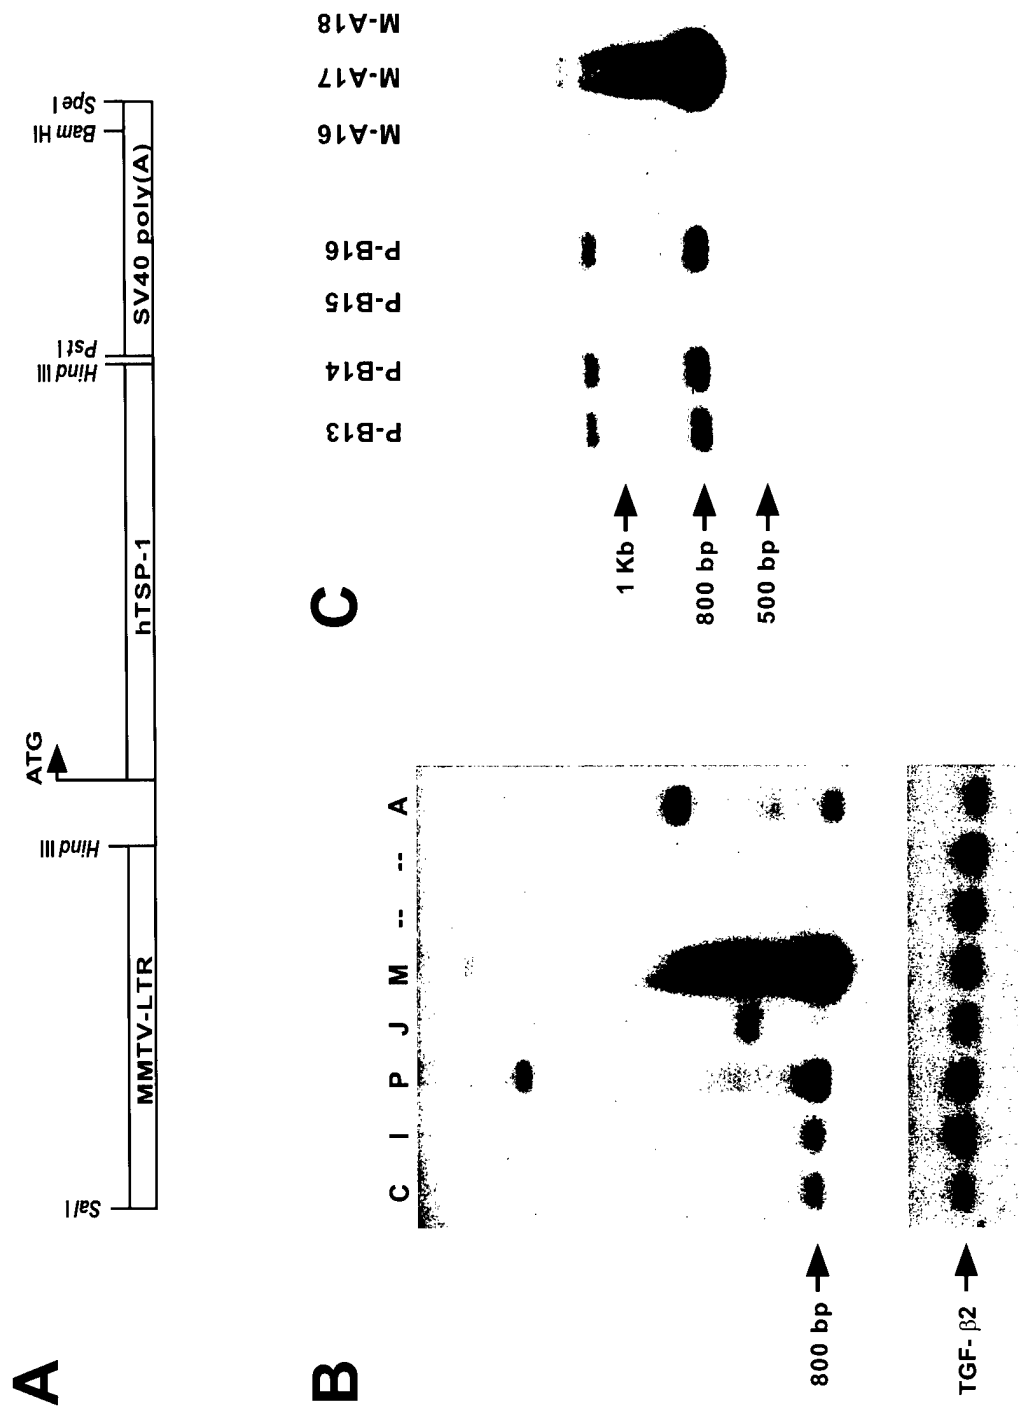 A
Sal I
MMTV-LTR
Hind III
ATG
hTSP-1
Hind III
Pst I
SV40 poly(A)
Bam HI
Spe I
B
C I P J M -- -- A
800 bp
TGF- β2
C
P-B13 P-B14 P-B15 P-B16 M-A16 M-A17 M-A18
1 Kb
800 bp
500 bp